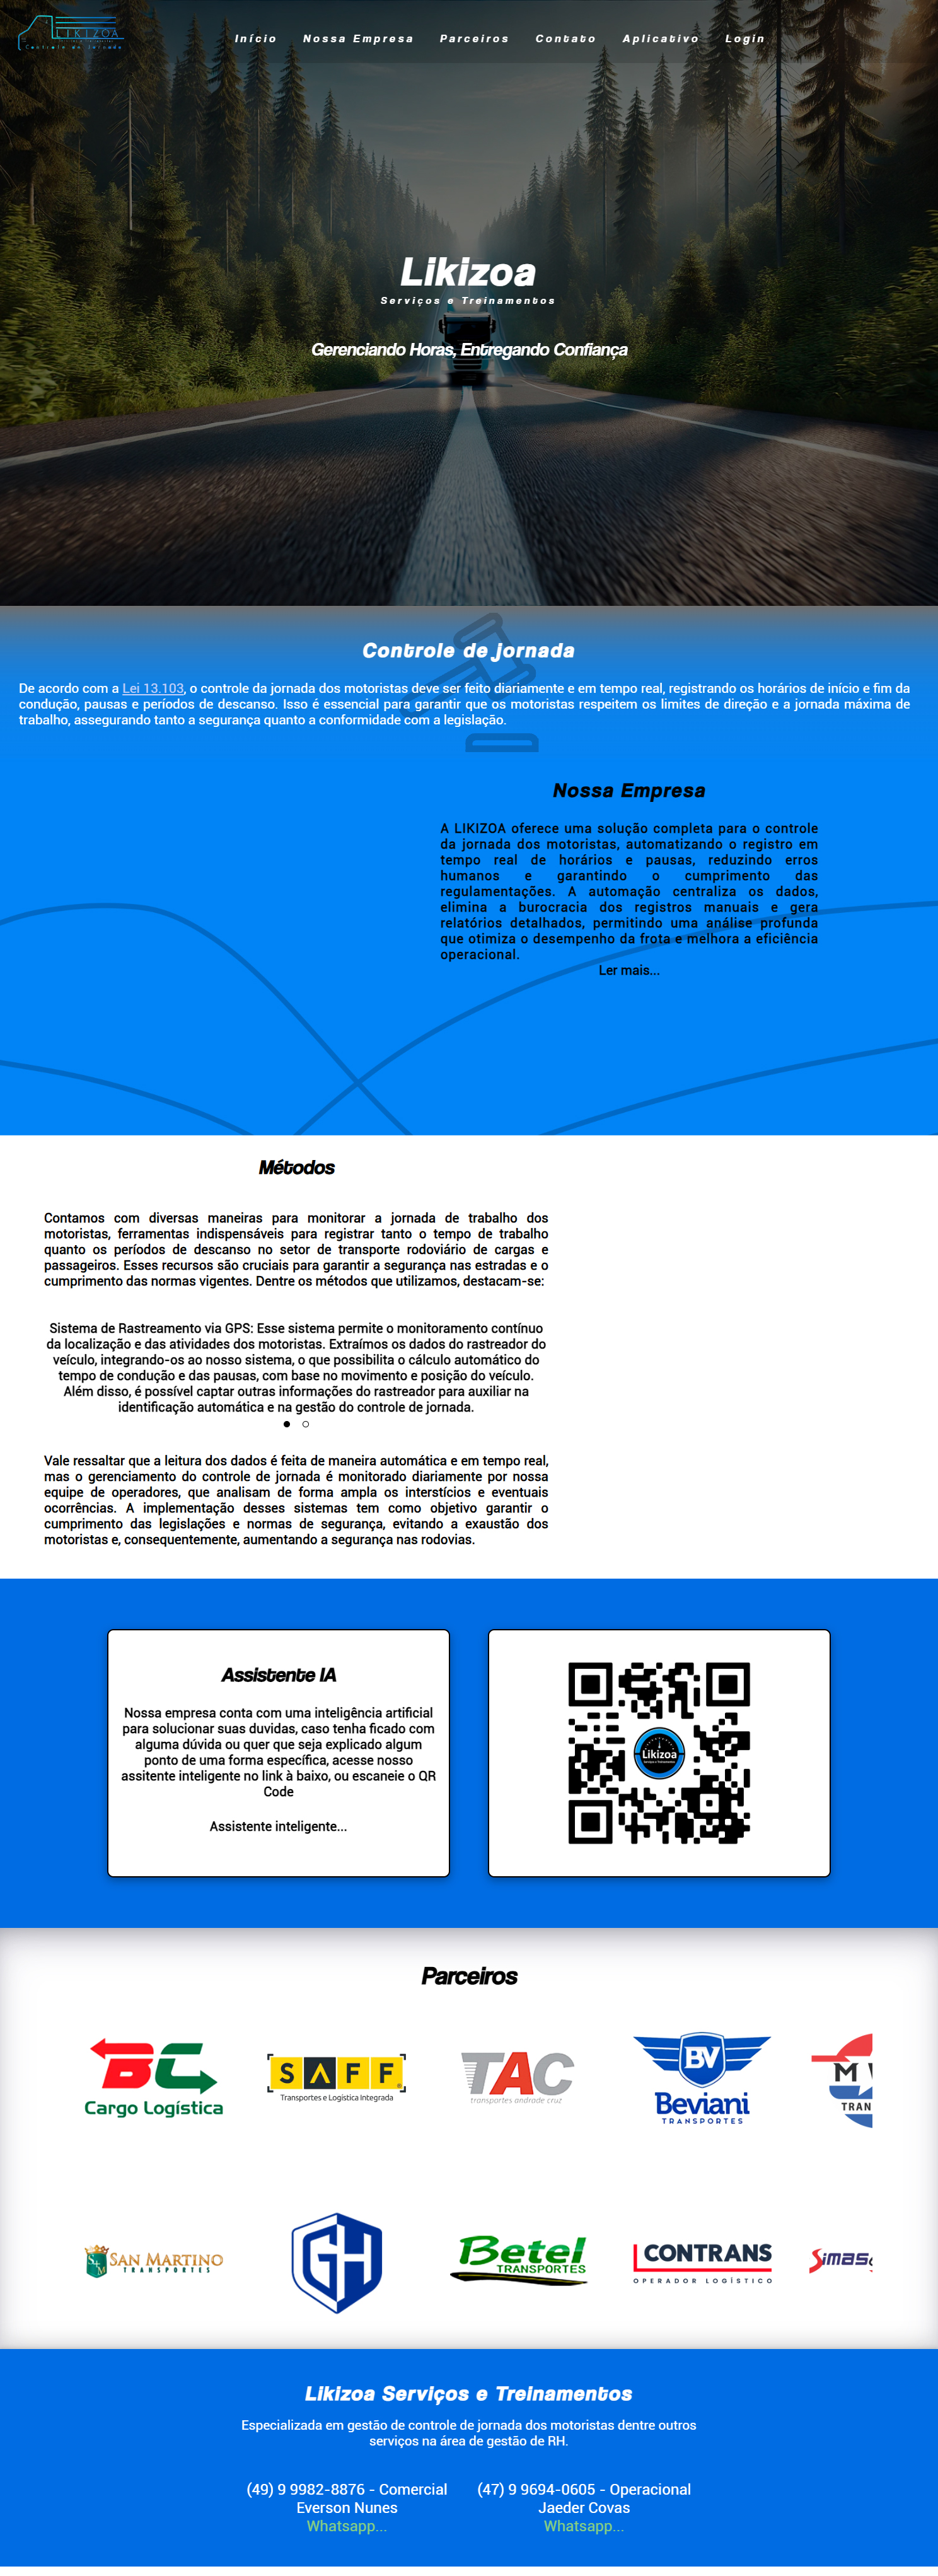 LIKIZOA
Controle de Jornada
Início Nossa Empresa Parceiros Contato Aplicativo Login
Likizoa
Serviços e Treinamentos
Gerenciando Horas, Entregando Confiança
Controle de jornada
De acordo com a Lei 13.103, o controle da jornada dos motoristas deve ser feito diariamente e em tempo real, registrando os horários de início e fim da
condução, pausas e períodos de descanso. Isso é essencial para garantir que os motoristas respeitem os limites de direção e a jornada máxima de
trabalho, assegurando tanto a segurança quanto a conformidade com a legislação.
Nossa Empresa
A LIKIZOA oferece uma solução completa para o controle
da jornada dos motoristas, automatizando o registro em
tempo real de horários e pausas, reduzindo erros
humanos e garantindo o cumprimento das
regulamentações. A automação centraliza os dados,
elimina a burocracia dos registros manuais e gera
relatórios detalhados, permitindo uma análise profunda
que otimiza o desempenho da frota e melhora a eficiência
operacional.
Ler mais...
Métodos
Contamos com diversas maneiras para monitorar a jornada de trabalho dos
motoristas, ferramentas indispensáveis para registrar tanto o tempo de trabalho
quanto os períodos de descanso no setor de transporte rodoviário de cargas e
passageiros. Esses recursos são cruciais para garantir a segurança nas estradas e o
cumprimento das normas vigentes. Dentre os métodos que utilizamos, destacam-se:
Sistema de Rastreamento via GPS: Esse sistema permite o monitoramento contínuo
da localização e das atividades dos motoristas. Extraímos os dados do rastreador do
veículo, integrando-os ao nosso sistema, o que possibilita o cálculo automático do
tempo de condução e das pausas, com base no movimento e posição do veículo.
Além disso, é possível captar outras informações do rastreador para auxiliar na
identificação automática e na gestão do controle de jornada.
Vale ressaltar que a leitura dos dados é feita de maneira automática e em tempo real,
mas o gerenciamento do controle de jornada é monitorado diariamente por nossa
equipe de operadores, que analisam de forma ampla os interstícios e eventuais
ocorrências. A implementação desses sistemas tem como objetivo garantir o
cumprimento das legislações e normas de segurança, evitando a exaustão dos
motoristas e, consequentemente, aumentando a segurança nas rodovias.
Assistente IA
Nossa empresa conta com uma inteligência artificial
para solucionar suas duvidas, caso tenha ficado com
alguma dúvida ou quer que seja explicado algum
ponto de uma forma específica, acesse nosso
assitente inteligente no link à baixo, ou escaneie o QR
Code
Assistente inteligente...
Likizoa
Serviços e Treinamentos
Parceiros
BC
Cargo Logística
SAFF
Transportes e Logística Integrada
TAC
transportes andrade cruz
BV
Beviani
TRANSPORTES
M
TRAN
SM
SAN MARTINO
TRANSPORTES
GH
Betel
TRANSPORTES
CONTRANS
OPERADOR LOGÍSTICO
Simas
Likizoa Serviços e Treinamentos
Especializada em gestão de controle de jornada dos motoristas dentre outros
serviços na área de gestão de RH.
(49) 9 9982-8876 - Comercial
Everson Nunes
Whatsapp...
(47) 9 9694-0605 - Operacional
Jaeder Covas
Whatsapp...